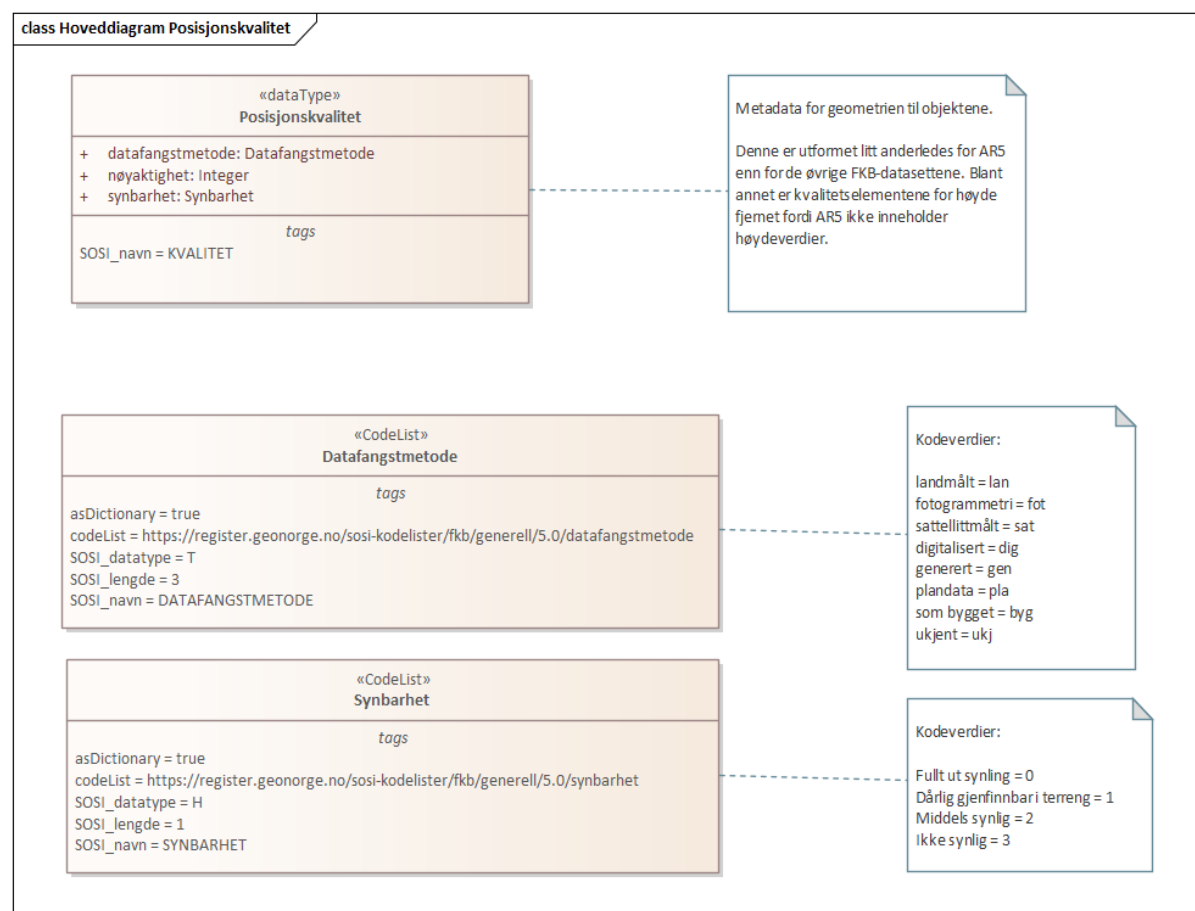 class Hoveddiagram Posisjonskvalitet
«dataType»
Posisjonskvalitet
+ datafangstmetode: Datafangstmetode
+ nøyaktighet: Integer
+ synbarhet: Synbarhet
tags
SOSI_navn = KVALITET
Metadata for geometrien til objektene.
Denne er utformet litt anderledes for AR5
enn for de øvrige FKB-datasettene. Blant
annet er kvalitetselementene for høyde
fjernet fordi AR5 ikke inneholder
høydeverdier.
«CodeList»
Datafangstmetode
tags
asDictionary = true
codeList = https://register.geonorge.no/sosi-kodelister/fkb/generell/5.0/datafangstmetode
SOSI_datatype = T
SOSI_lengde = 3
SOSI_navn = DATAFANGSTMETODE
Kodeverdier:
landmålt = lan
fotogrammetri = fot
sattellittmålt = sat
digitalisert = dig
generert = gen
plandata = pla
som bygget = byg
ukjent = ukj
«CodeList»
Synbarhet
tags
asDictionary = true
codeList = https://register.geonorge.no/sosi-kodelister/fkb/generell/5.0/synbarhet
SOSI_datatype = H
SOSI_lengde = 1
SOSI_navn = SYNBARHET
Kodeverdier:
Fullt ut synling = 0
Dårlig gjenfinnbar i terreng = 1
Middels synlig = 2
Ikke synlig = 3